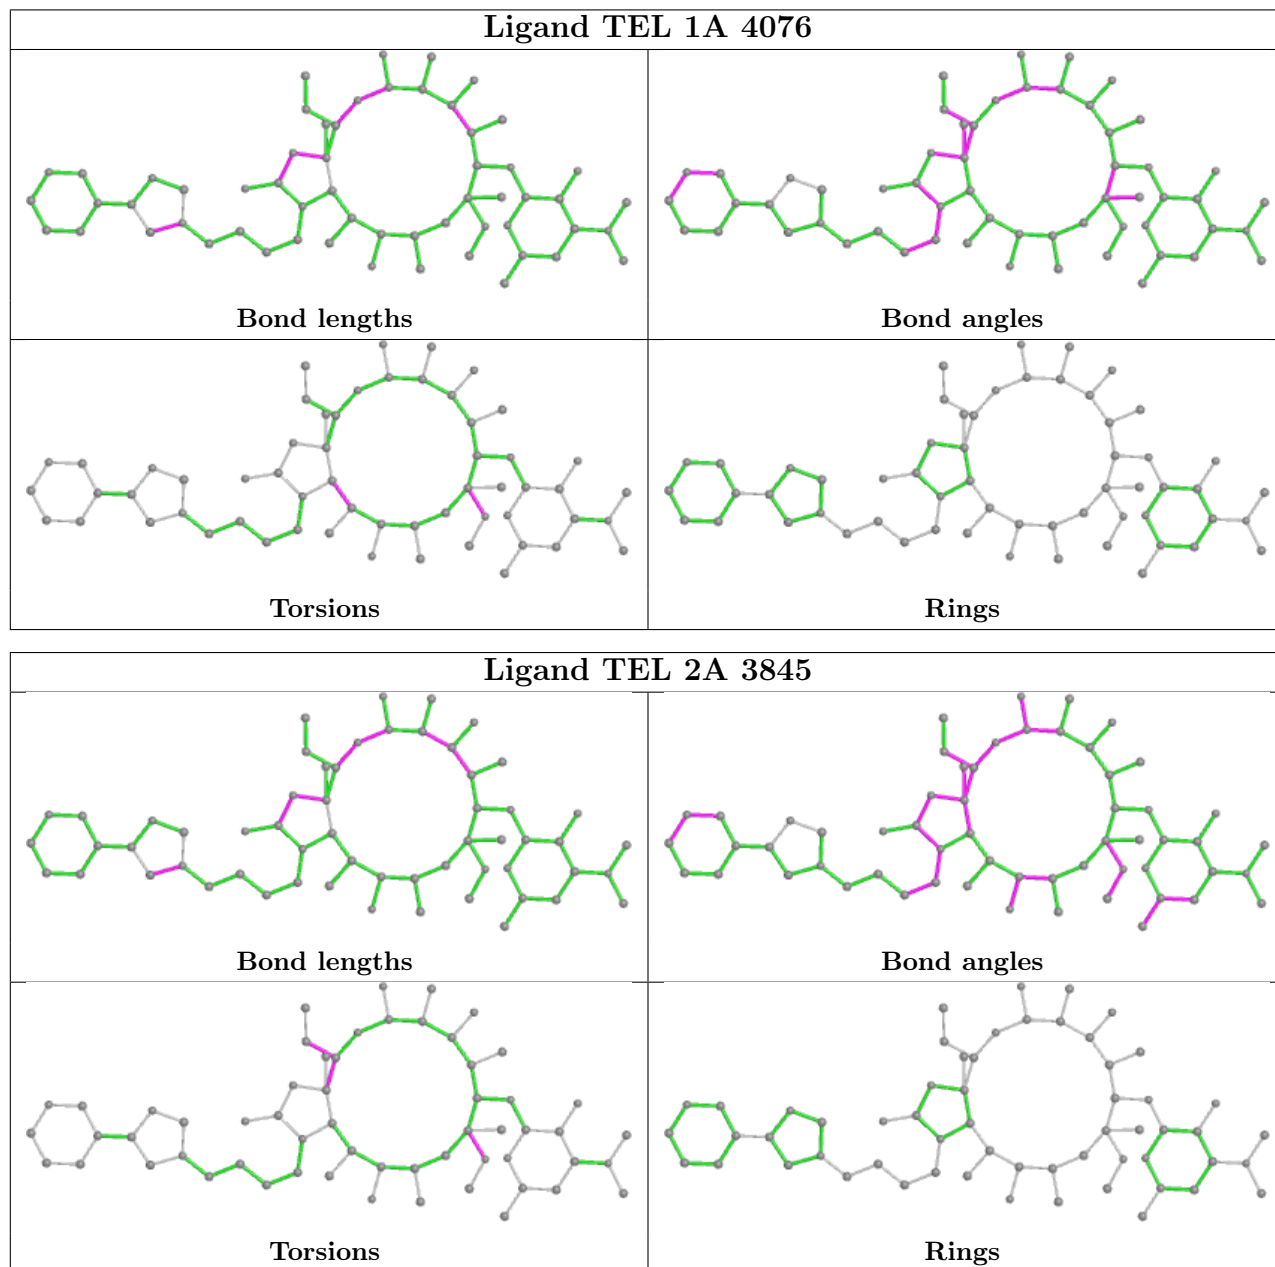 Ligand TEL 1A 4076
Bond lengths
Bond angles
Torsions
Rings
Ligand TEL 2A 3845
Bond lengths
Bond angles
Torsions
Rings